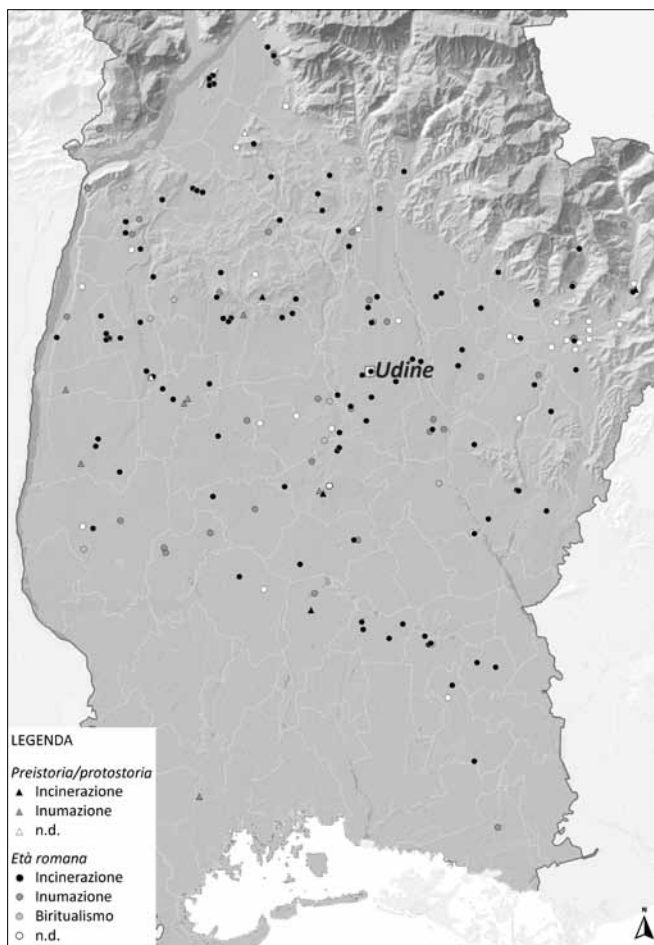 Udine
LEGENDA
Preistoria/protostoria
Incinerazione
Inumazione
n.d.
Età romana
Incinerazione
Inumazione
Biritualismo
n.d.
N